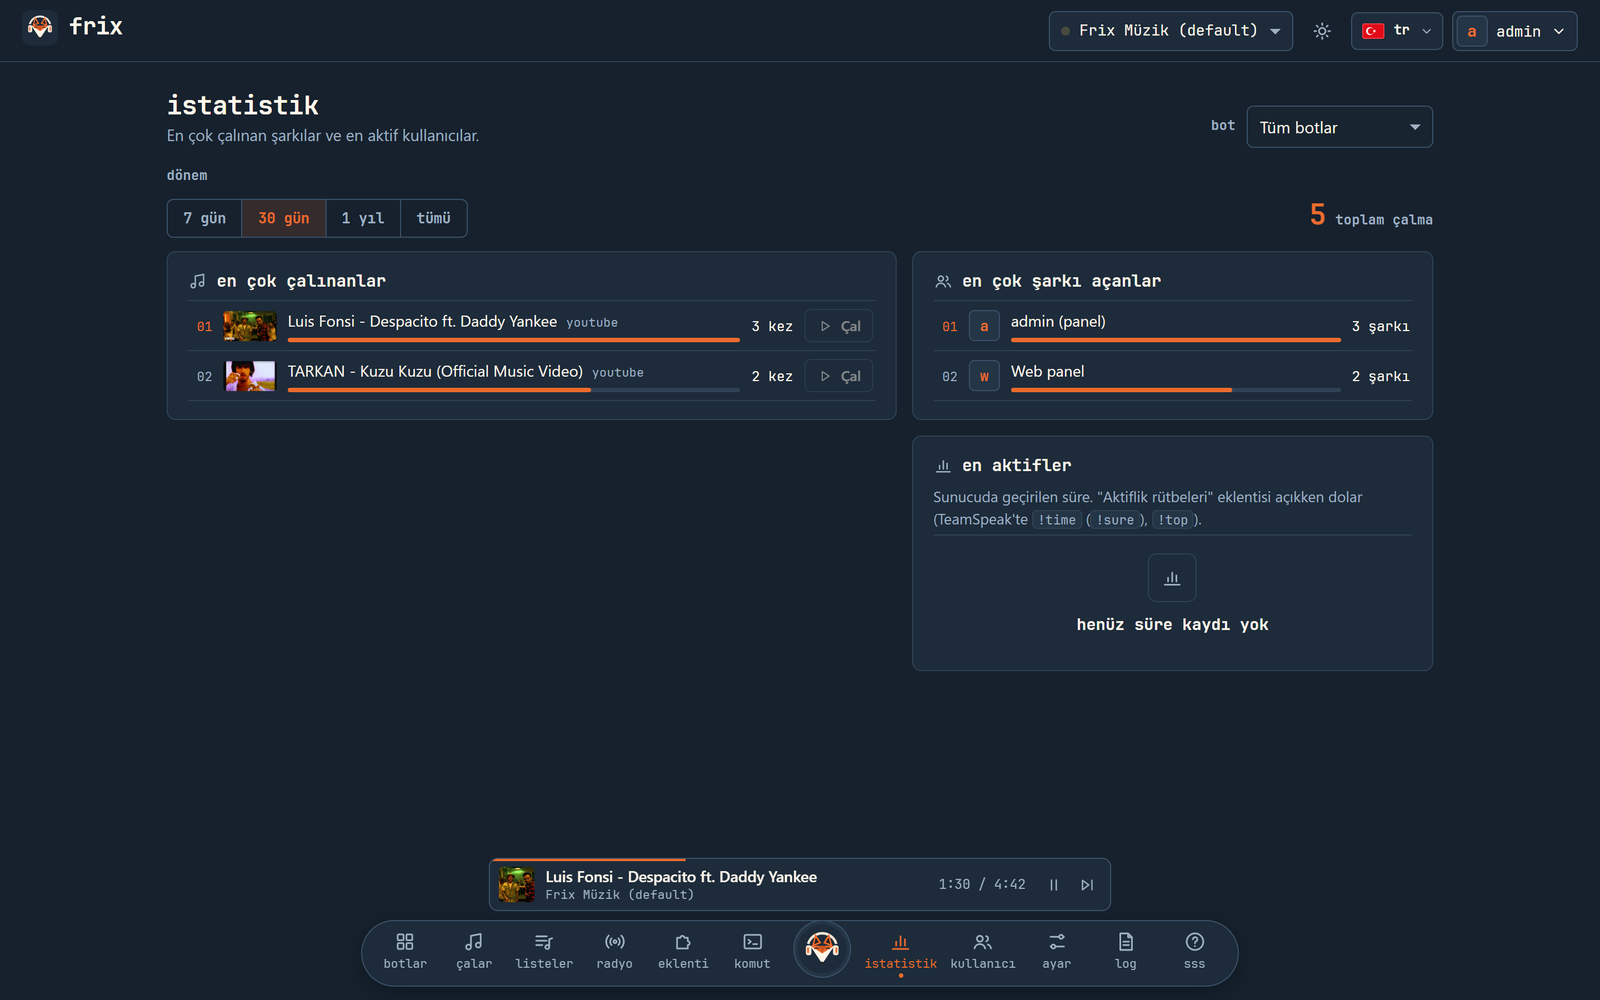 frix
Frix Müzik (default)
tr
a
admin
istatistik
En çok çalınan şarkılar ve en aktif kullanıcılar.
bot
Tüm botlar
dönem
7 gün
30 gün
1 yıl
tümü
5 toplam çalma
en çok çalınanlar
01
Luis Fonsi - Despacito ft. Daddy Yankee youtube
3 kez
Çal
02
TARKAN - Kuzu Kuzu (Official Music Video) youtube
2 kez
Çal
en çok şarkı açanlar
01
a
admin (panel)
3 şarkı
02
W
Web panel
2 şarkı
en aktifler
Sunucuda geçirilen süre. "Aktiflik rütbeleri" eklentisi açıkken dolar
(TeamSpeak'te !time ( !sure ), !top ).
henüz süre kaydı yok
Luis Fonsi - Despacito ft. Daddy Yankee
Frix Müzik (default)
1:30 / 4:42
botlar
çalar
listeler
radyo
eklenti
komut
istatistik
kullanıcı
ayar
log
sss